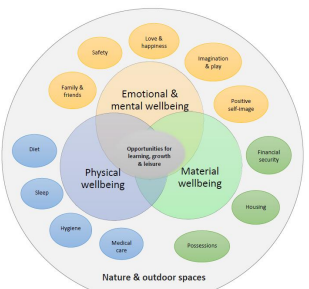 Love &
happiness
Safety
Imagination
& play
Family &
friends
Emotional &
mental wellbeing
Positive
self-image
Opportunities for
learning, growth
& leisure
Diet
Financial
security
Physical
wellbeing
Material
wellbeing
Sleep
Housing
Hygiene
Medical
care
Possessions
Nature & outdoor spaces